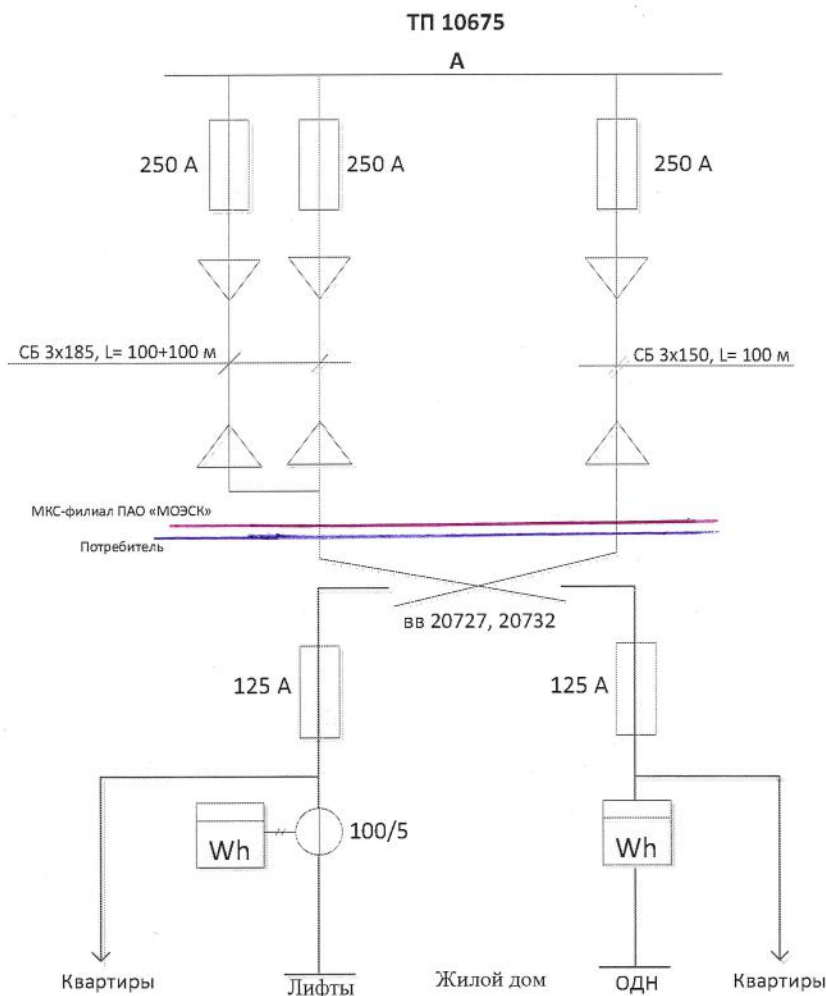 ТП 10675
А
250 А
250 А
250 А
СБ 3х185, L= 100+100 м
СБ 3х150, L= 100 м
МКС-филиал ПАО «МОЭСК»
Потребитель
вв 20727, 20732
125 А
125 А
Wh
100/5
Wh
Квартиры
Лифты
Жилой дом
ОДН
Квартиры